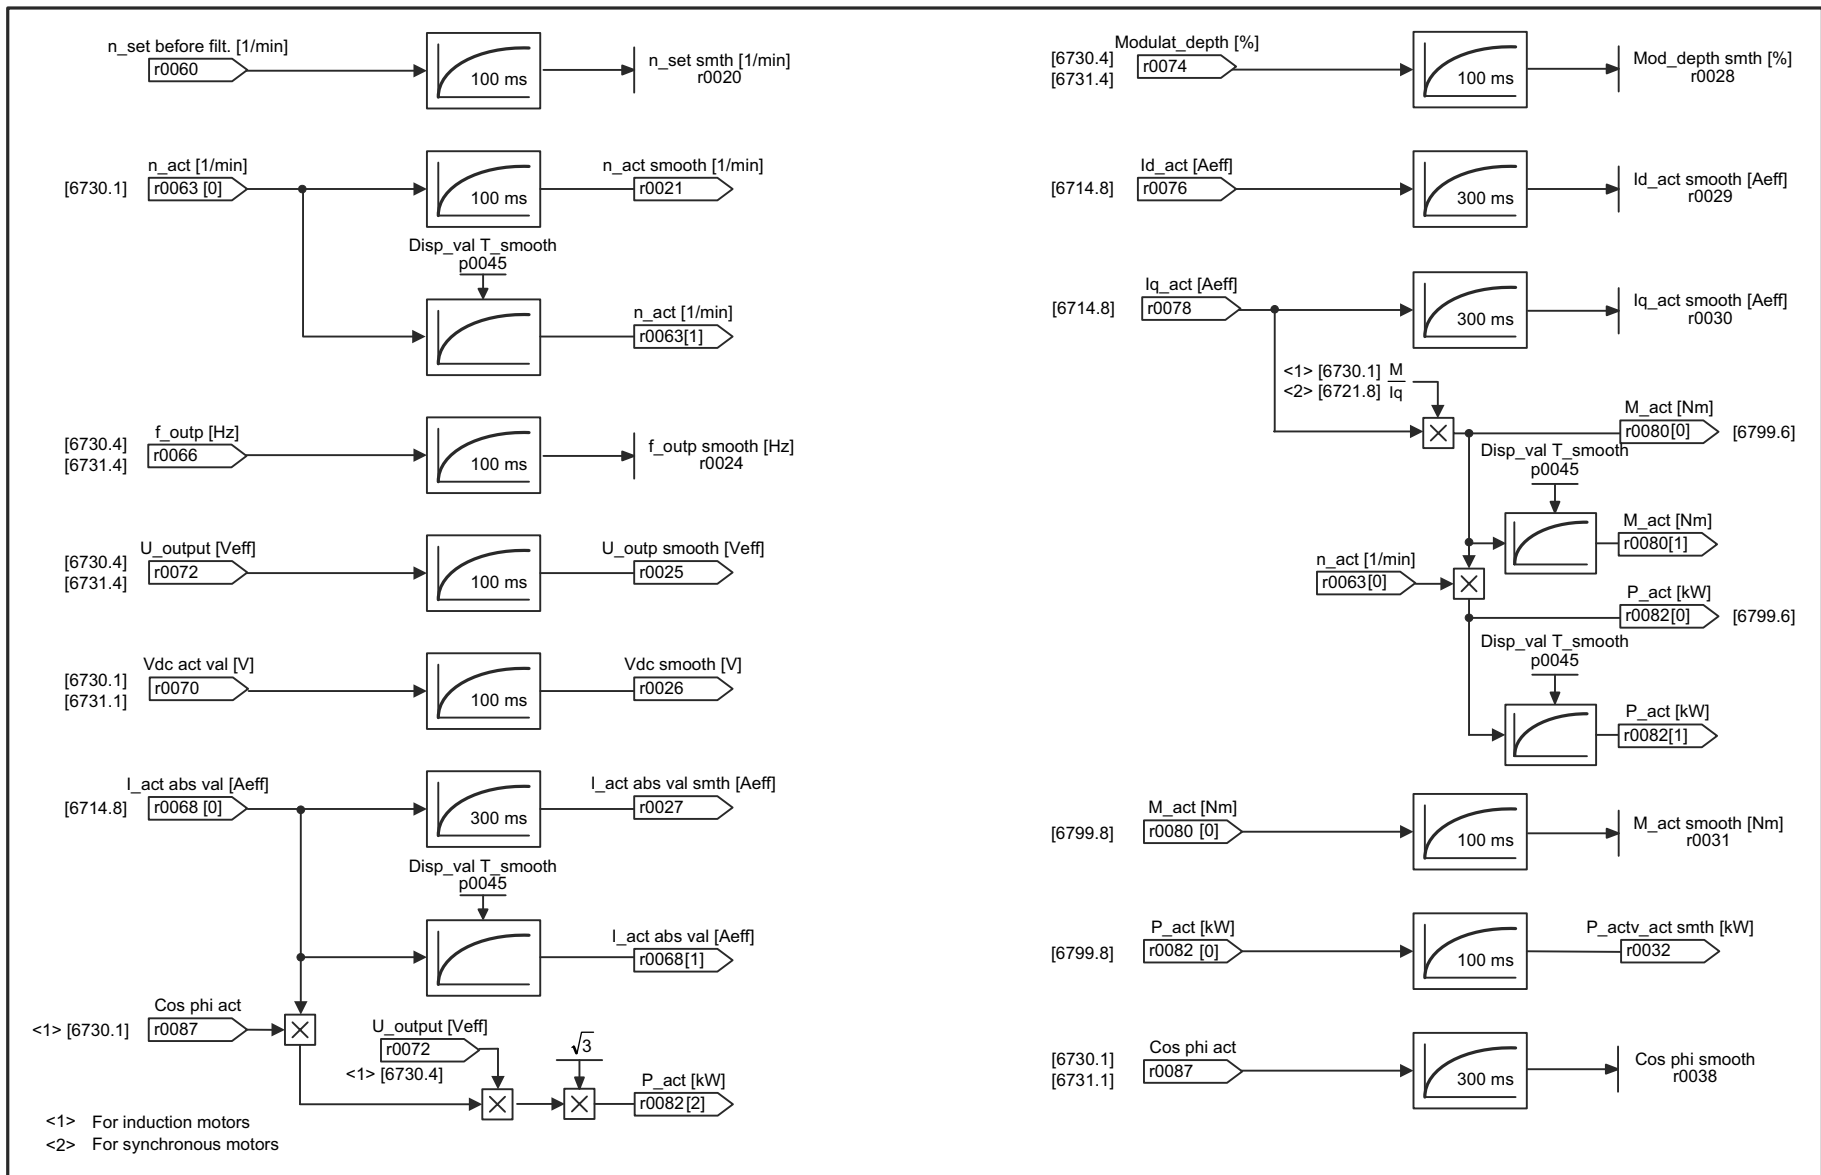 n_set before filt. [1/min]
r0060
100 ms
n_set smth [1/min]
r0020
[6730.1]
n_act [1/min]
r0063 [0]
100 ms
n_act smooth [1/min]
r0021
Disp_val T_smooth
p0045
n_act [1/min]
r0063[1]
[6730.4]
[6731.4]
f_outp [Hz]
r0066
100 ms
f_outp smooth [Hz]
r0024
[6730.4]
[6731.4]
U_output [Veff]
r0072
100 ms
U_outp smooth [Veff]
r0025
[6730.1]
[6731.1]
Vdc act val [V]
r0070
100 ms
Vdc smooth [V]
r0026
[6714.8]
I_act abs val [Aeff]
r0068 [0]
300 ms
I_act abs val smth [Aeff]
r0027
Disp_val T_smooth
p0045
I_act abs val [Aeff]
r0068[1]
Cos phi act
<1> [6730.1]
r0087
U_output [Veff]
r0072
<1> [6730.4]
√3
P_act [kW]
r0082[2]
<1> For induction motors
<2> For synchronous motors
[6730.4]
[6731.4]
Modulat_depth [%]
r0074
100 ms
Mod_depth smth [%]
r0028
[6714.8]
Id_act [Aeff]
r0076
300 ms
Id_act smooth [Aeff]
r0029
[6714.8]
Iq_act [Aeff]
r0078
300 ms
Iq_act smooth [Aeff]
r0030
<1> [6730.1] M
<2> [6721.8] Iq
M_act [Nm]
r0080[0]
[6799.6]
Disp_val T_smooth
p0045
M_act [Nm]
r0080[1]
n_act [1/min]
r0063[0]
P_act [kW]
r0082[0]
[6799.6]
Disp_val T_smooth
p0045
P_act [kW]
r0082[1]
[6799.8]
M_act [Nm]
r0080 [0]
100 ms
M_act smooth [Nm]
r0031
[6799.8]
P_act [kW]
r0082 [0]
100 ms
P_actv_act smth [kW]
r0032
[6730.1]
[6731.1]
Cos phi act
r0087
300 ms
Cos phi smooth
r0038